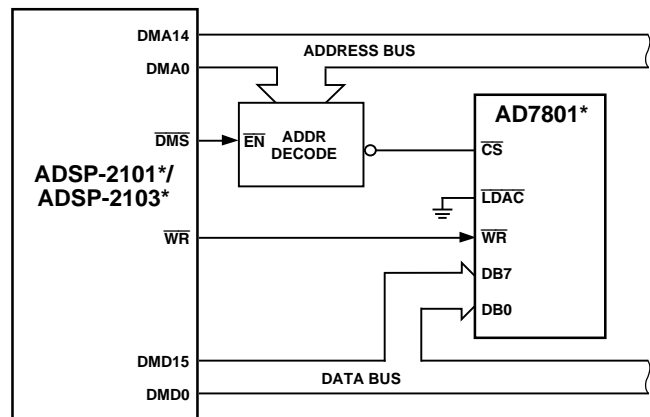 DMA14
ADDRESS BUS
DMA0
AD7801*
DMS
EN
ADDR
DECODE
CS
ADSP-2101*/
ADSP-2103*
LDAC
WR
WR
DB7
DB0
DMD15
DATA BUS
DMD0